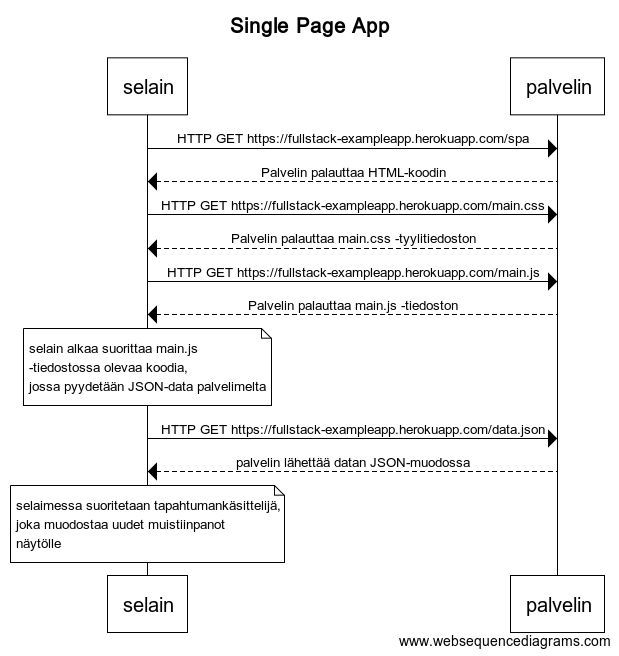 Single Page App
selain
palvelin
HTTP GET https://fullstack-exampleapp.herokuapp.com/spa
Palvelin palauttaa HTML-koodin
HTTP GET https://fullstack-exampleapp.herokuapp.com/main.css
Palvelin palauttaa main.css -tyylitiedoston
HTTP GET https://fullstack-exampleapp.herokuapp.com/main.js
Palvelin palauttaa main.js -tiedoston
selain alkaa suorittaa main.js
-tiedostossa olevaa koodia,
jossa pyydetään JSON-data palvelimelta
HTTP GET https://fullstack-exampleapp.herokuapp.com/data.json
palvelin lähettää datan JSON-muodossa
selaimessa suoritetaan tapahtumankäsittelijä,
joka muodostaa uudet muistiinpanot
näytölle
selain
palvelin
www.websequencediagrams.com